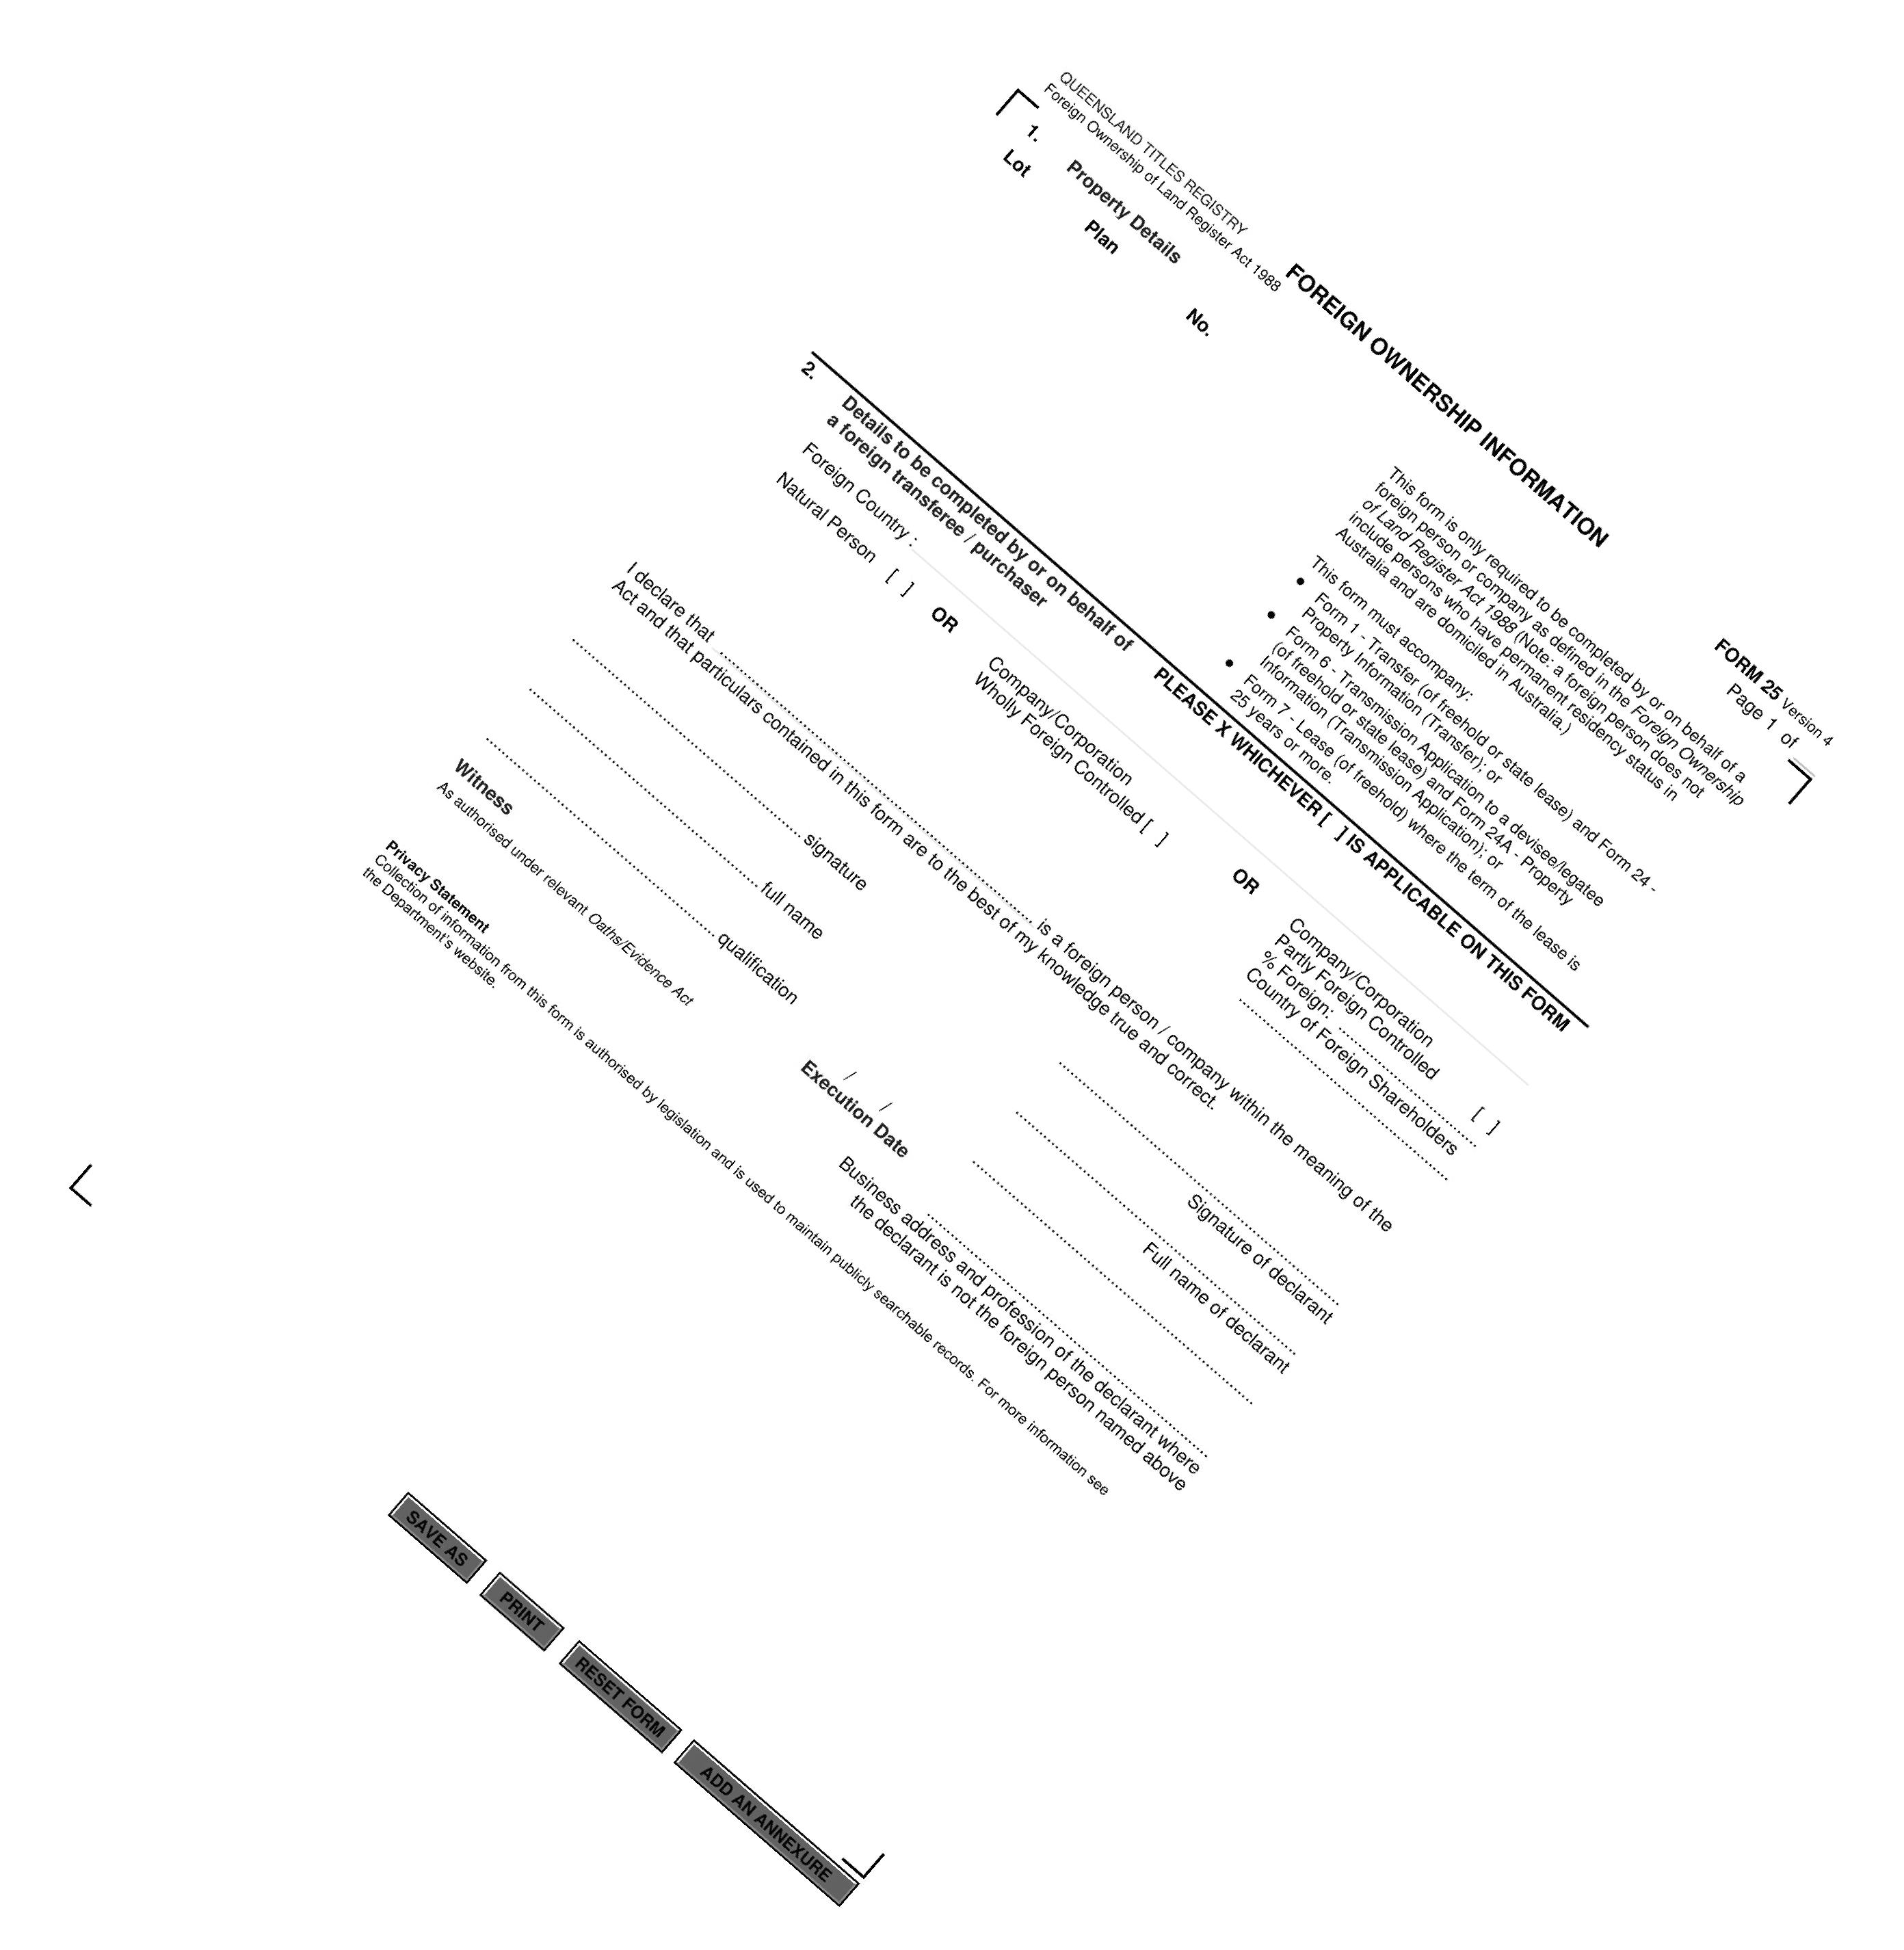 QUEENSLAND TITLES REGISTRY
Foreign Ownership of Land Register Act 1988
FOREIGN OWNERSHIP INFORMATION
FORM 25 Version 4
Page 1 of
1. Property Details
Lot Plan No.
This form is only required to be completed by or on behalf of a
foreign person or company as defined in the Foreign Ownership
of Land Register Act 1988 (Note: a foreign person does not
include persons who have permanent residency status in
Australia and are domiciled in Australia.)
This form must accompany:
• Form 1 - Transfer (of freehold or state lease) and Form 24 -
Property Information (Transfer); or
• Form 6 - Transmission Application to a devisee/legatee
(of freehold or state lease) and Form 24A - Property
Information (Transmission Application); or
• Form 7 - Lease (of freehold) where the term of the lease is
25 years or more.
2. Details to be completed by or on behalf of
a foreign transferee / purchaser
PLEASE X WHICHEVER [ ] IS APPLICABLE ON THIS FORM
Foreign Country :
Natural Person [ ] OR
Company/Corporation
Wholly Foreign Controlled [ ]
OR
Company/Corporation
Partly Foreign Controlled [ ]
% Foreign: ........................................
Country of Foreign Shareholders
............................................................
I declare that ................................................................................ is a foreign person / company within the meaning of the
Act and that particulars contained in this form are to the best of my knowledge true and correct.
............................................................ signature
............................................................ full name
............................................................ qualification
Witness
As authorised under relevant Oaths/Evidence Act
/ /
Execution Date
........................................................................
Signature of declarant
........................................................................
Full name of declarant
........................................................................
........................................................................
Business address and profession of the declarant where
the declarant is not the foreign person named above
Privacy Statement
Collection of information from this form is authorised by legislation and is used to maintain publicly searchable records. For more information see
the Department's website.
SAVE AS
PRINT
RESET FORM
ADD AN ANNEXURE